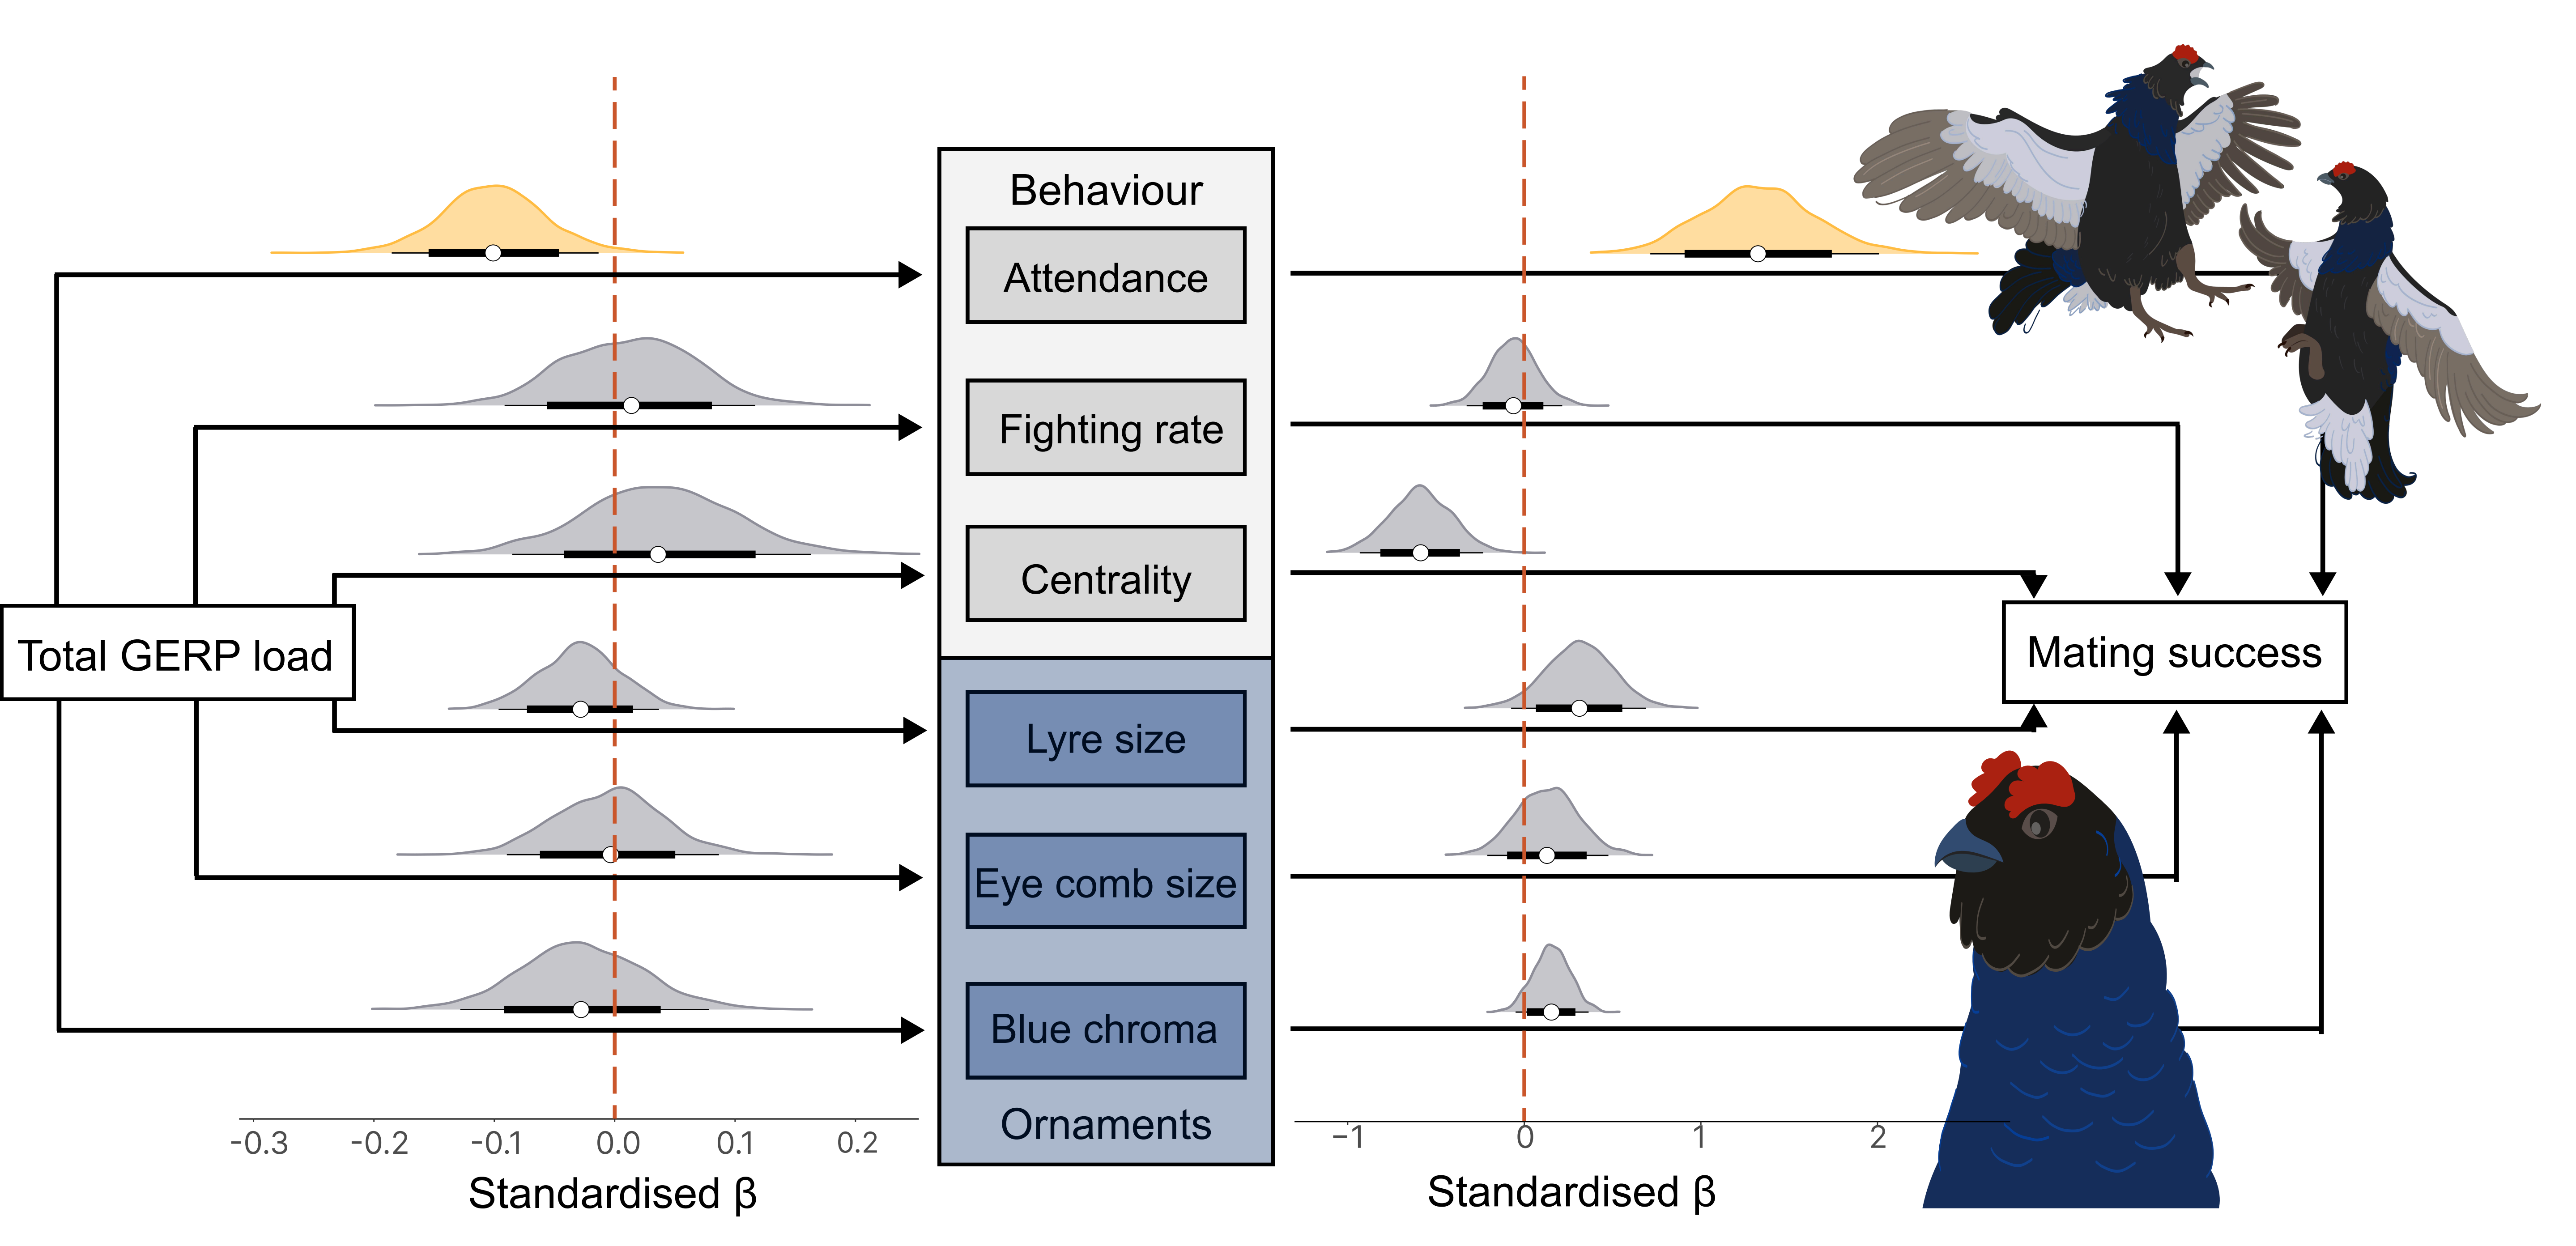 Behaviour
Attendance
Fighting rate
Centrality
Total GERP load
Mating success
Lyre size
Eye comb size
Blue chroma
Ornaments
−0.3 −0.2 −0.1 0.0 0.1 0.2
−1 0 1 2
Standardised β
Standardised β